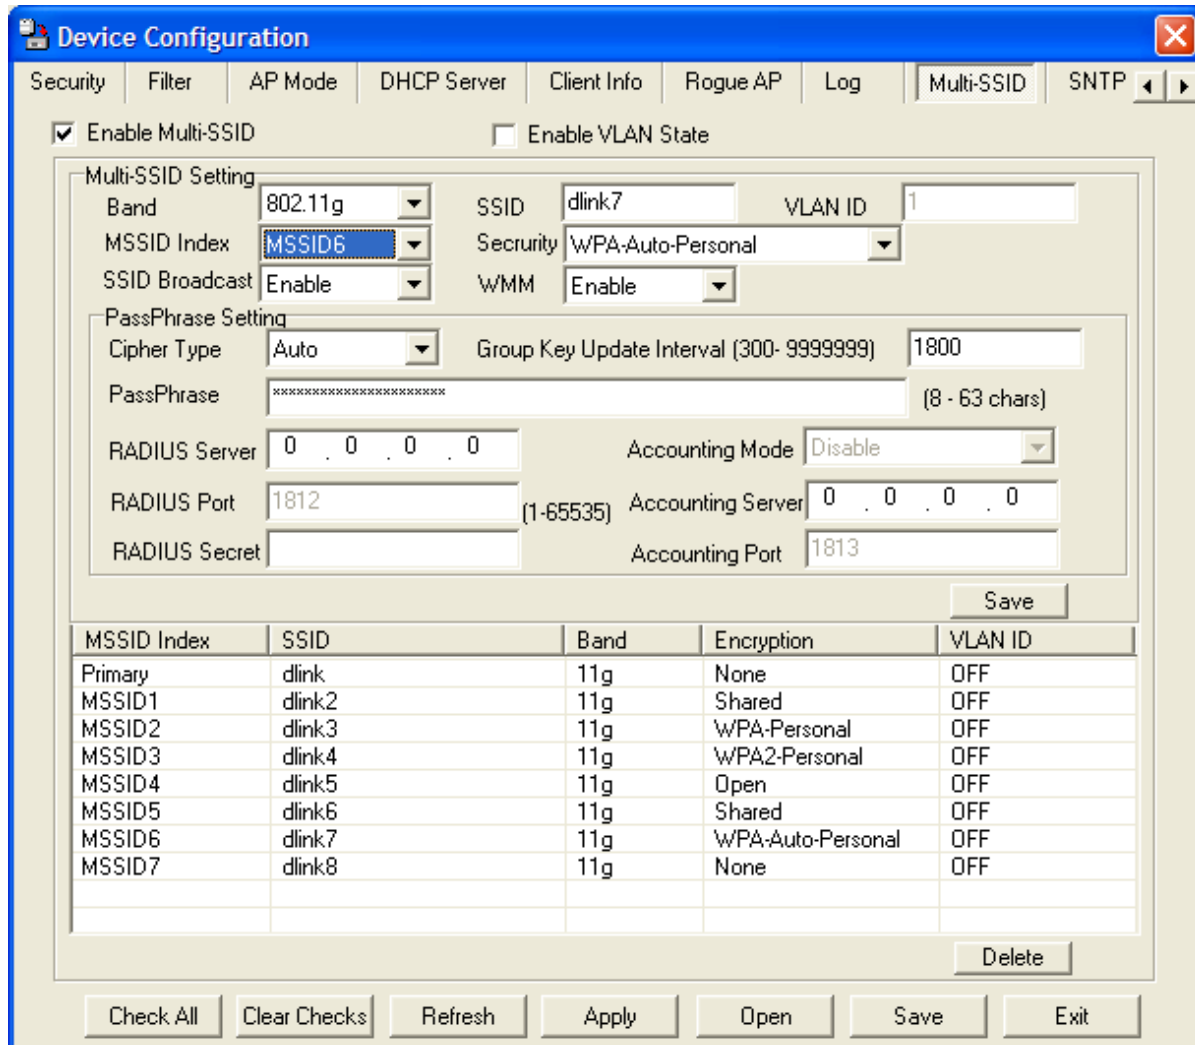 Device Configuration
Security Filter AP Mode DHCP Server Client Info Rogue AP Log Multi-SSID SNTP
Enable Multi-SSID Enable VLAN State
Multi-SSID Setting
Band 802.11g SSID dlink7 VLAN ID 1
MSSID Index MSSID6 Secrurity WPA-Auto-Personal
SSID Broadcast Enable WMM Enable
PassPhrase Setting
Cipher Type Auto Group Key Update Interval (300- 9999999) 1800
PassPhrase ********************** (8 - 63 chars)
RADIUS Server 0 . 0 . 0 . 0 Accounting Mode Disable
RADIUS Port 1812 (1-65535) Accounting Server 0 . 0 . 0 . 0
RADIUS Secret Accounting Port 1813
Save
MSSID Index SSID Band Encryption VLAN ID
Primary dlink 11g None OFF
MSSID1 dlink2 11g Shared OFF
MSSID2 dlink3 11g WPA-Personal OFF
MSSID3 dlink4 11g WPA2-Personal OFF
MSSID4 dlink5 11g Open OFF
MSSID5 dlink6 11g Shared OFF
MSSID6 dlink7 11g WPA-Auto-Personal OFF
MSSID7 dlink8 11g None OFF
Delete
Check All Clear Checks Refresh Apply Open Save Exit